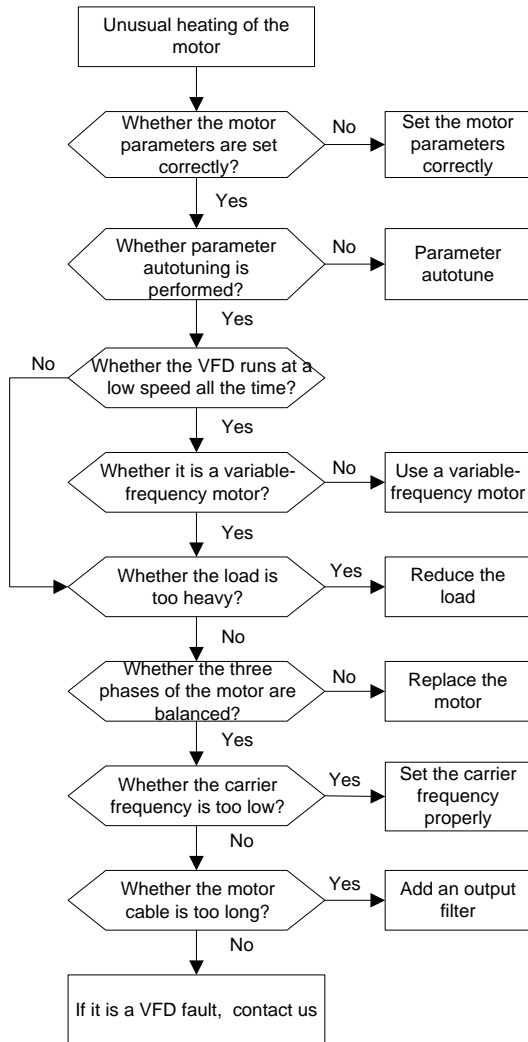 Unusual heating of the
motor
Whether the motor
parameters are set
correctly?
No
Set the motor
parameters
correctly
Yes
Whether parameter
autotuning is
performed?
No
Parameter
autotune
Yes
No
Whether the VFD runs at a
low speed all the time?
Yes
Whether it is a variable-
frequency motor?
No
Use a variable-
frequency motor
Yes
Whether the load is
too heavy?
Yes
Reduce the
load
No
Whether the three
phases of the motor are
balanced?
No
Replace the
motor
Yes
Whether the carrier
frequency is too low?
Yes
Set the carrier
frequency
properly
No
Whether the motor
cable is too long?
Yes
Add an output
filter
No
If it is a VFD fault, contact us